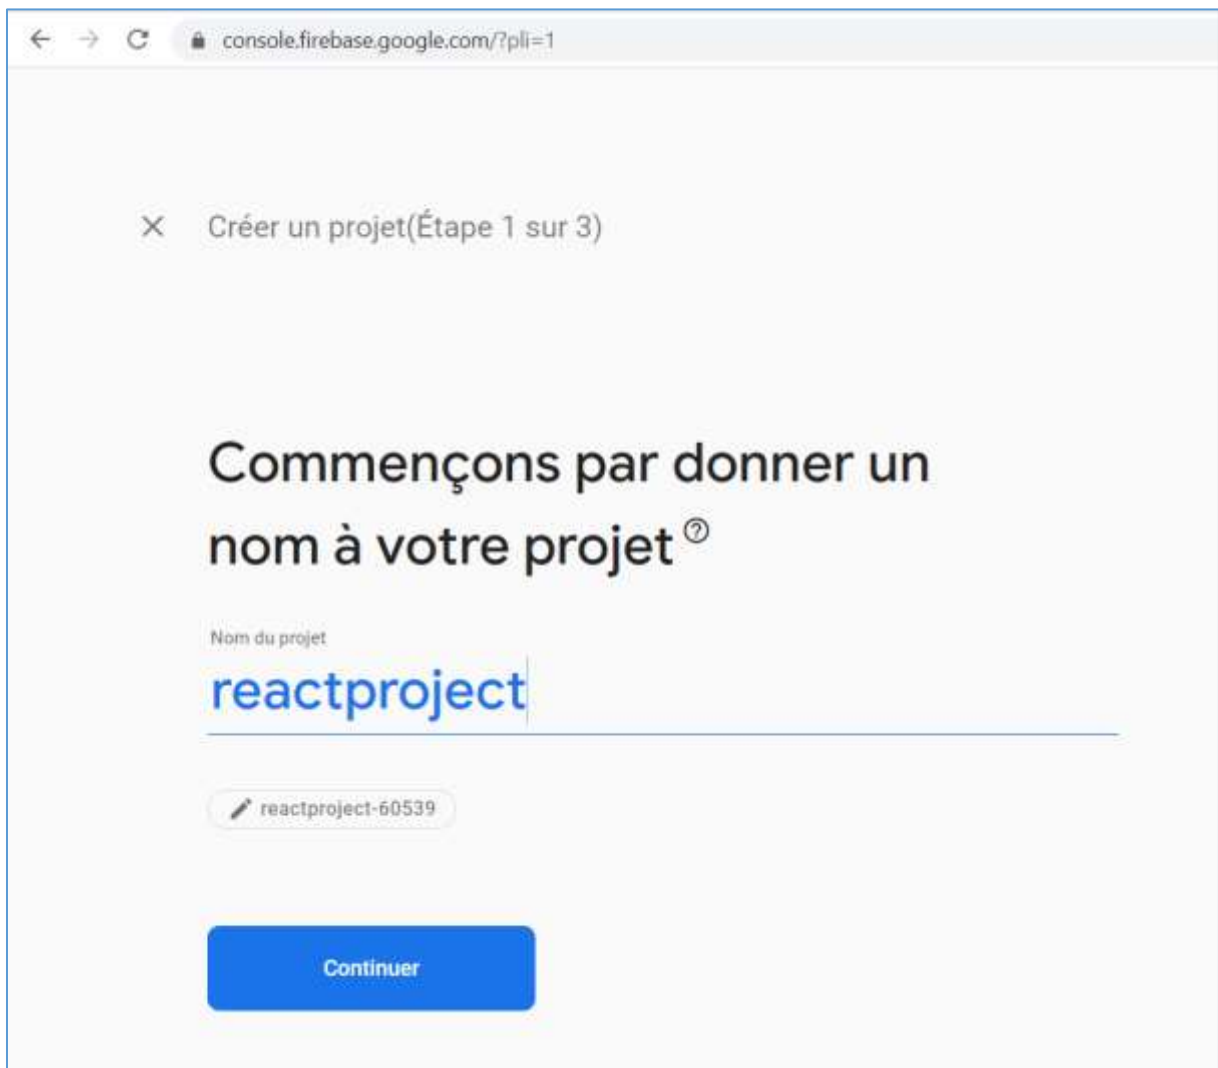 console.firebase.google.com/?pli=1
Créer un projet(Étape 1 sur 3)
Commençons par donner un
nom à votre projet
Nom du projet
reactproject
reactproject-60539
Continuer